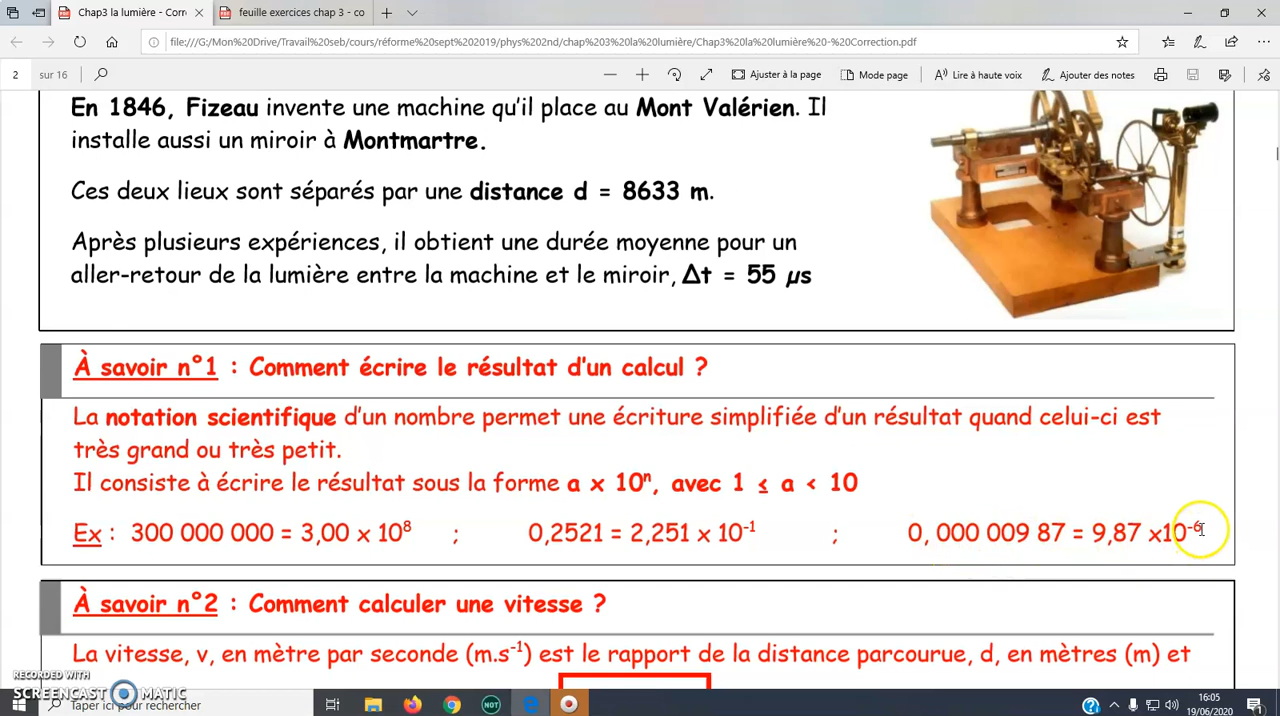 Chap3 la lumière - Corre
feuille exercices chap 3 - co
file:///G:/Mon%20Drive/Travail%20seb/cours/réforme%20sept%202019/phys%202nd/chap%203%20la%20lumière/Chap3%20la%20lumière%20-%20Correction.pdf
2 sur 16 Ajuster à la page Mode page Lire à haute voix Ajouter des notes
En 1846, Fizeau invente une machine qu'il place au Mont Valérien. Il
installe aussi un miroir à Montmartre.
Ces deux lieux sont séparés par une distance d = 8633 m.
Après plusieurs expériences, il obtient une durée moyenne pour un
aller-retour de la lumière entre la machine et le miroir, Δt = 55 µs
À savoir n°1 : Comment écrire le résultat d'un calcul ?
La notation scientifique d'un nombre permet une écriture simplifiée d'un résultat quand celui-ci est
très grand ou très petit.
Il consiste à écrire le résultat sous la forme a x 10ⁿ, avec 1 ≤ a < 10
Ex : 300 000 000 = 3,00 x 10⁸ ; 0,2521 = 2,251 x 10⁻¹ ; 0, 000 009 87 = 9,87 x10⁻⁶
À savoir n°2 : Comment calculer une vitesse ?
La vitesse, v, en mètre par seconde (m.s⁻¹) est le rapport de la distance parcourue, d, en mètres (m) et
RECORDED WITH
SCREENCAST MATIC
Taper ici pour rechercher
NOT
16:05
19/06/2020
1